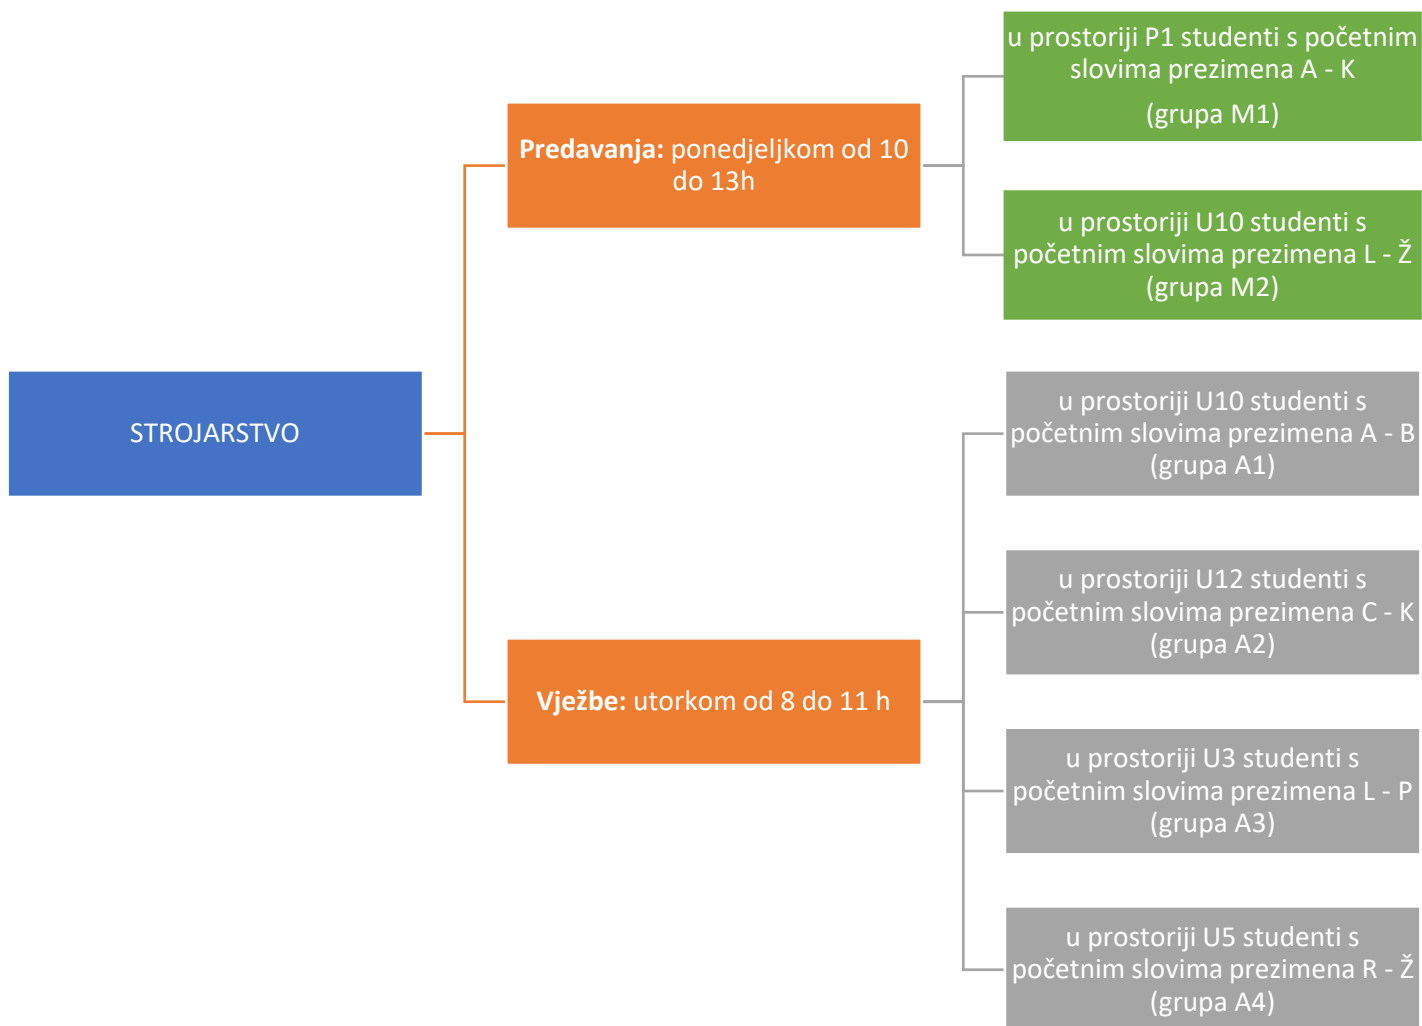 STROJARSTVO
Predavanja: ponedjeljkom od 10
do 13h
u prostoriji P1 studenti s početnim
slovima prezimena A - K
(grupa M1)
u prostoriji U10 studenti s
početnim slovima prezimena L - Ž
(grupa M2)
Vježbe: utorkom od 8 do 11 h
u prostoriji U10 studenti s
početnim slovima prezimena A - B
(grupa A1)
u prostoriji U12 studenti s
početnim slovima prezimena C - K
(grupa A2)
u prostoriji U3 studenti s
početnim slovima prezimena L - P
(grupa A3)
u prostoriji U5 studenti s
početnim slovima prezimena R - Ž
(grupa A4)